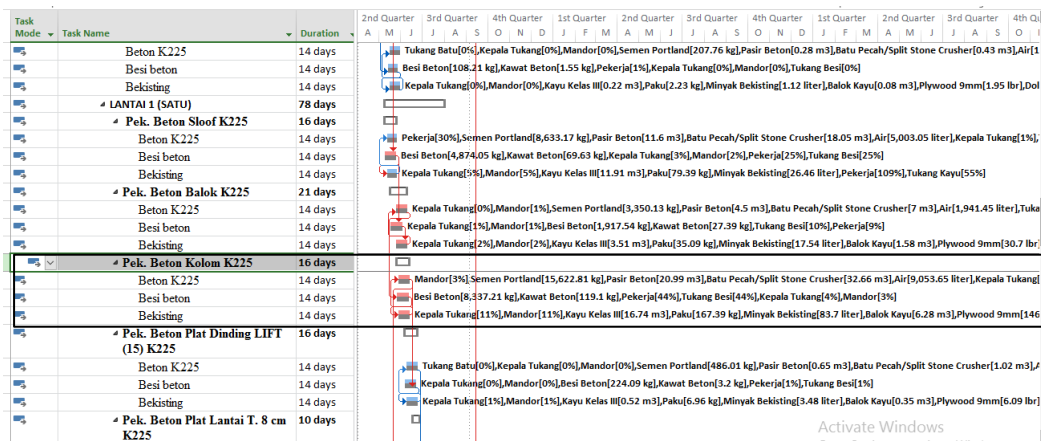 Task Mode Task Name Duration 2nd Quarter 3rd Quarter 4th Quarter 1st Quarter 2nd Quarter 3rd Quarter 4th Quarter 1st Quarter 2nd Quarter 3rd Quarter 4th Qu
A M J J A S O N D J F M A M J J A S O N D J F M A M J J A S O
Beton K225 14 days Tukang Batu[0%],Kepala Tukang[0%],Mandor[0%],Semen Portland[207.76 kg],Pasir Beton[0.28 m3],Batu Pecah/Split Stone Crusher[0.43 m3],Air[1
Besi beton 14 days Besi Beton[108.21 kg],Kawat Beton[1.55 kg],Pekerja[1%],Kepala Tukang[0%],Mandor[0%],Tukang Besi[0%]
Bekisting 14 days Kepala Tukang[0%],Mandor[0%],Kayu Kelas III[0.22 m3],Paku[2.23 kg],Minyak Bekisting[1.12 liter],Balok Kayu[0.08 m3],Plywood 9mm[1.95 lbr],Dol
LANTAI 1 (SATU) 78 days
Pek. Beton Sloof K225 16 days
Beton K225 14 days Pekerja[30%],Semen Portland[8,633.17 kg],Pasir Beton[11.6 m3],Batu Pecah/Split Stone Crusher[18.05 m3],Air[5,003.05 liter],Kepala Tukang[1%],
Besi beton 14 days Besi Beton[4,874.05 kg],Kawat Beton[69.63 kg],Kepala Tukang[3%],Mandor[2%],Pekerja[25%],Tukang Besi[25%]
Bekisting 14 days Kepala Tukang[5%],Mandor[5%],Kayu Kelas III[11.91 m3],Paku[79.39 kg],Minyak Bekisting[26.46 liter],Pekerja[109%],Tukang Kayu[55%]
Pek. Beton Balok K225 21 days
Beton K225 14 days Kepala Tukang[0%],Mandor[1%],Semen Portland[3,350.13 kg],Pasir Beton[4.5 m3],Batu Pecah/Split Stone Crusher[7 m3],Air[1,941.45 liter],Tuka
Besi beton 14 days Kepala Tukang[1%],Mandor[1%],Besi Beton[1,917.54 kg],Kawat Beton[27.39 kg],Tukang Besi[10%],Pekerja[9%]
Bekisting 14 days Kepala Tukang[2%],Mandor[2%],Kayu Kelas III[3.51 m3],Paku[35.09 kg],Minyak Bekisting[17.54 liter],Balok Kayu[1.58 m3],Plywood 9mm[30.7 lbr]
Pek. Beton Kolom K225 16 days
Beton K225 14 days Mandor[3%],Semen Portland[15,622.81 kg],Pasir Beton[20.99 m3],Batu Pecah/Split Stone Crusher[32.66 m3],Air[9,053.65 liter],Kepala Tukang[
Besi beton 14 days Besi Beton[8,337.21 kg],Kawat Beton[119.1 kg],Pekerja[44%],Tukang Besi[44%],Kepala Tukang[4%],Mandor[3%]
Bekisting 14 days Kepala Tukang[11%],Mandor[11%],Kayu Kelas III[16.74 m3],Paku[167.39 kg],Minyak Bekisting[83.7 liter],Balok Kayu[6.28 m3],Plywood 9mm[146
Pek. Beton Plat Dinding LIFT 16 days
(15) K225
Beton K225 14 days Tukang Batu[0%],Kepala Tukang[0%],Mandor[0%],Semen Portland[486.01 kg],Pasir Beton[0.65 m3],Batu Pecah/Split Stone Crusher[1.02 m3],A
Besi beton 14 days Kepala Tukang[0%],Mandor[0%],Besi Beton[224.09 kg],Kawat Beton[3.2 kg],Pekerja[1%],Tukang Besi[1%]
Bekisting 14 days Kepala Tukang[1%],Mandor[1%],Kayu Kelas III[0.52 m3],Paku[6.96 kg],Minyak Bekisting[3.48 liter],Balok Kayu[0.35 m3],Plywood 9mm[6.09 lbr]
Pek. Beton Plat Lantai T. 8 cm 10 days
K225
Activate Windows